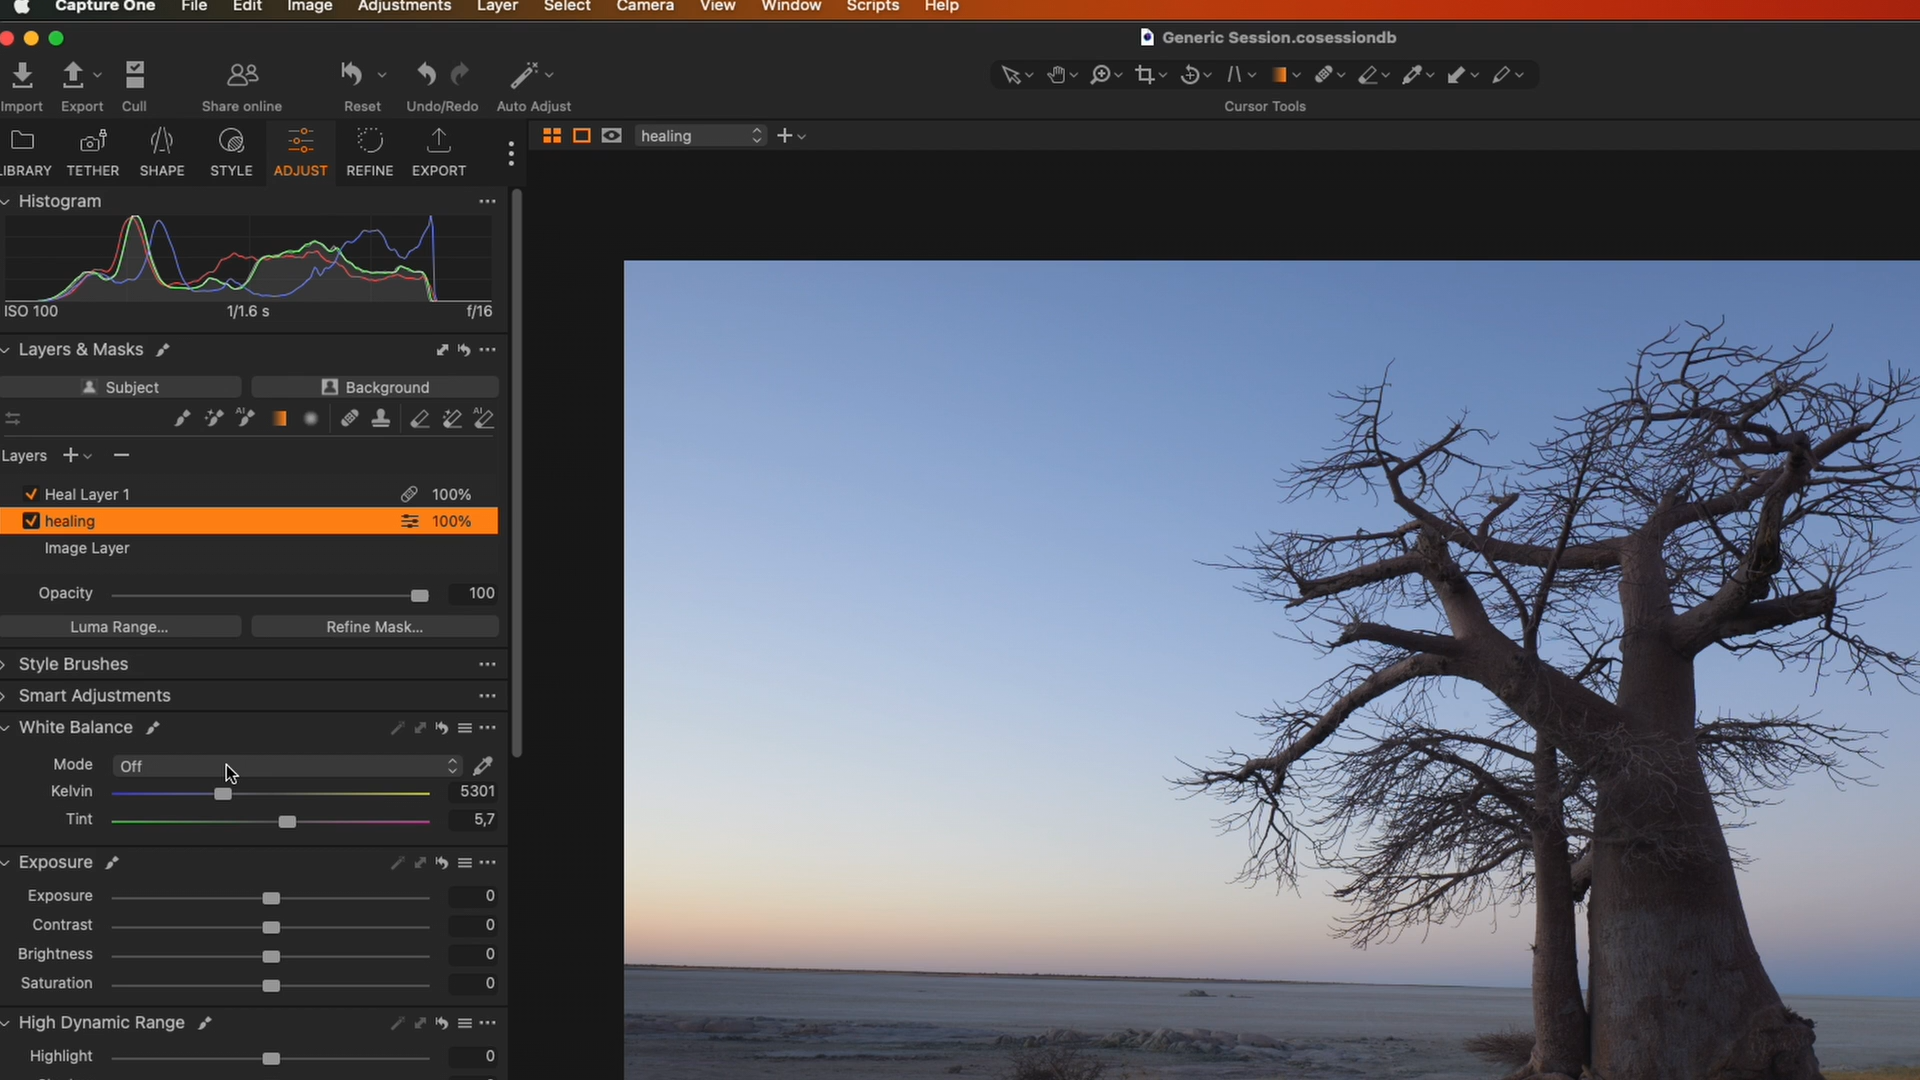 Capture One File Edit Image Adjustments Layer Select Camera View Window Scripts Help
Generic Session.cosessiondb
Import Export Cull Share online Reset Undo/Redo Auto Adjust Cursor Tools
LIBRARY TETHER SHAPE STYLE ADJUST REFINE EXPORT
healing
Histogram
ISO 100 1/1.6 s f/16
Layers & Masks
Subject Background
AI AI
Layers
Heal Layer 1 100%
healing 100%
Image Layer
Opacity 100
Luma Range... Refine Mask...
Style Brushes
Smart Adjustments
White Balance
Mode Off
Kelvin 5301
Tint 5,7
Exposure
Exposure 0
Contrast 0
Brightness 0
Saturation 0
High Dynamic Range
Highlight 0